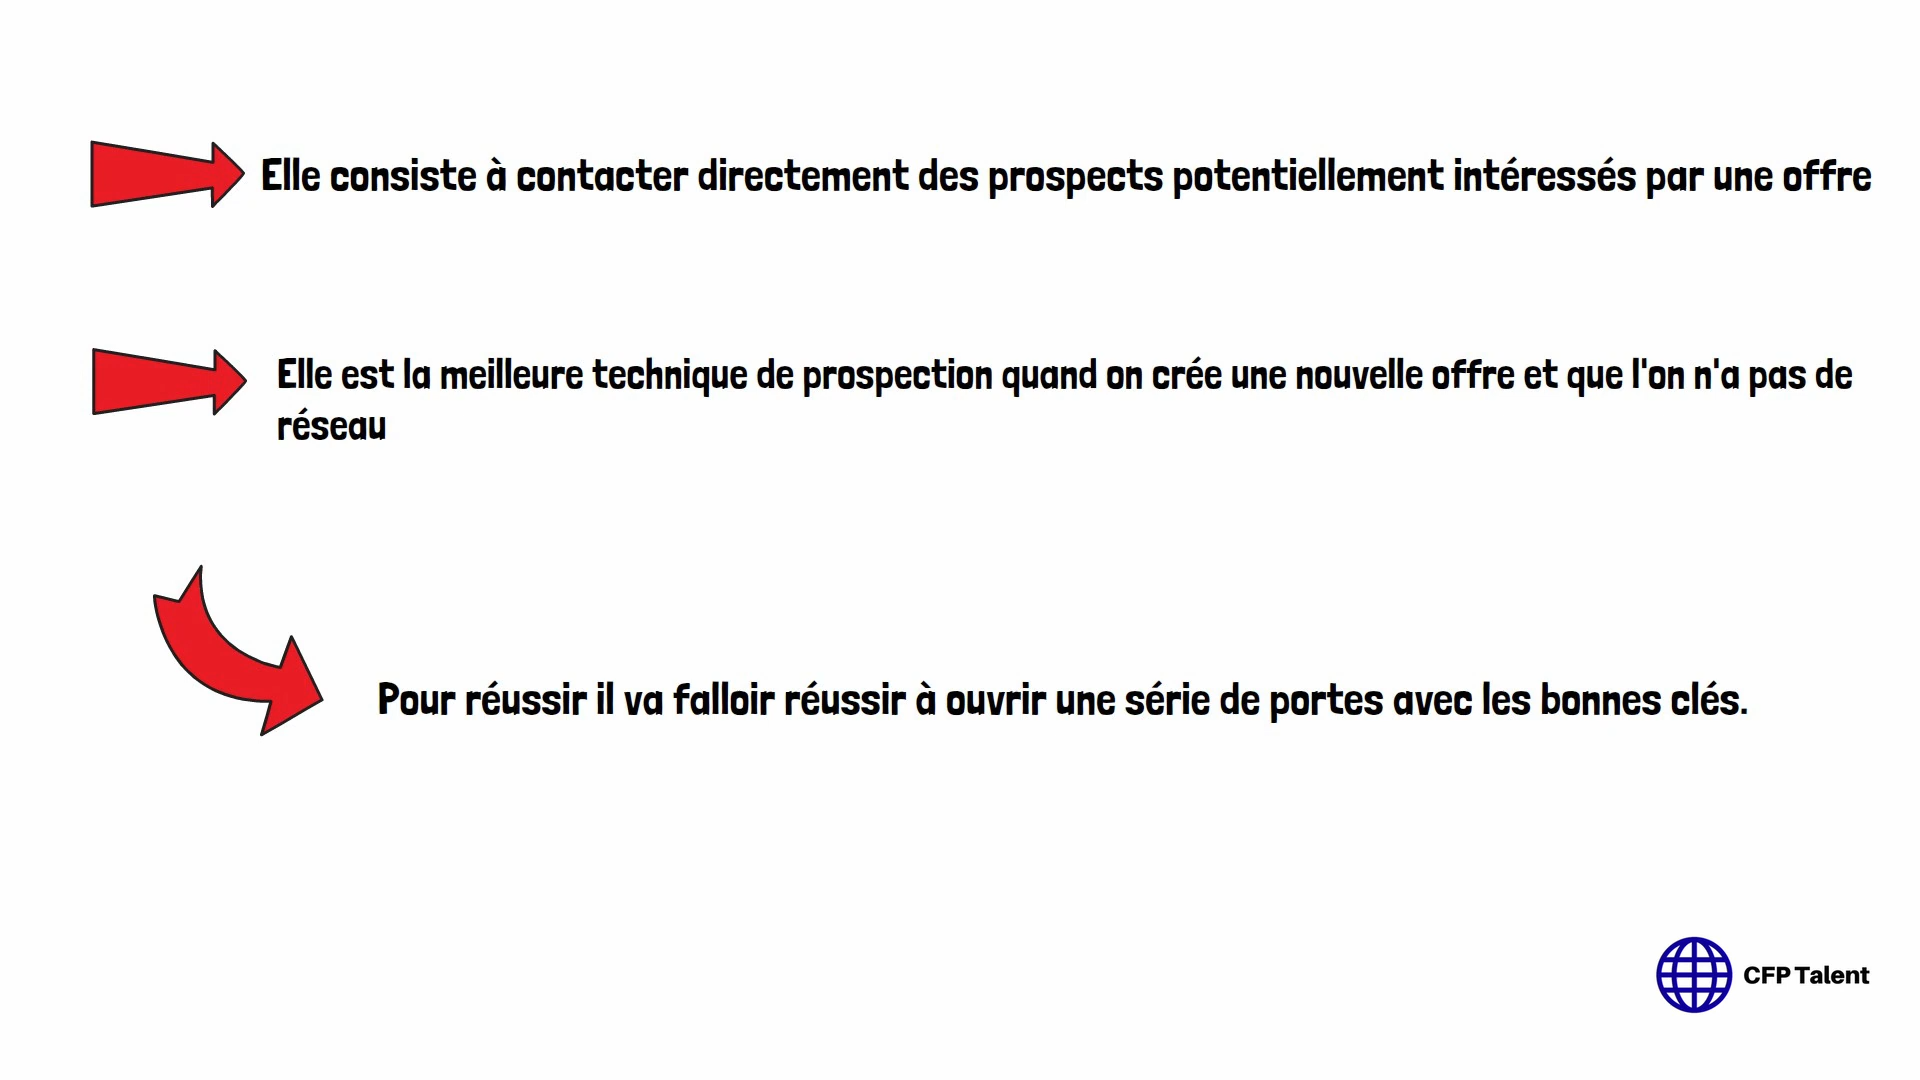 Elle consiste à contacter directement des prospects potentiellement intéressés par une offre
Elle est la meilleure technique de prospection quand on crée une nouvelle offre et que l'on n'a pas de
réseau
Pour réussir il va falloir réussir à ouvrir une série de portes avec les bonnes clés.
CFP Talent